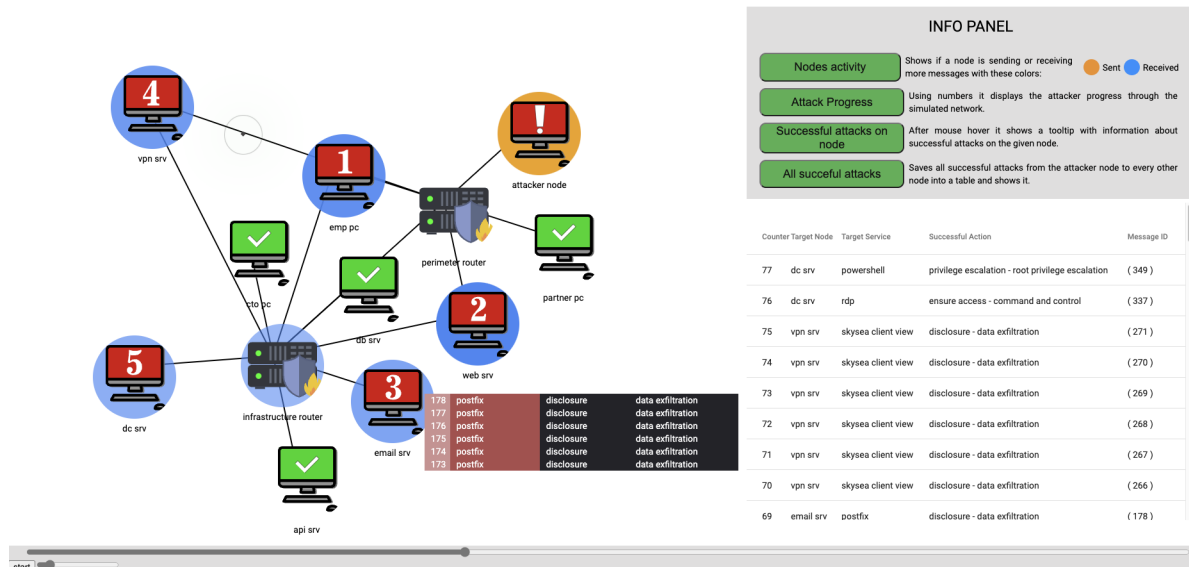 4
vpn srv
1
emp pc
!
attacker node
perimeter router
partner pc
cto pc
db srv
2
web srv
5
dc srv
infrastructure router
3
email srv
api srv
178 postfix disclosure data exfiltration
177 postfix disclosure data exfiltration
176 postfix disclosure data exfiltration
175 postfix disclosure data exfiltration
174 postfix disclosure data exfiltration
173 postfix disclosure data exfiltration
start
INFO PANEL
Nodes activity
Shows if a node is sending or receiving
more messages with these colors:
Sent
Received
Attack Progress
Using numbers it displays the attacker progress through the
simulated network.
Successful attacks on
node
After mouse hover it shows a tooltip with information about
successful attacks on the given node.
All succeful attacks
Saves all successful attacks from the attacker node to every other
node into a table and shows it.
Counter Target Node Target Service Successful Action Message ID
77 dc srv powershell privilege escalation - root privilege escalation ( 349 )
76 dc srv rdp ensure access - command and control ( 337 )
75 vpn srv skysea client view disclosure - data exfiltration ( 271 )
74 vpn srv skysea client view disclosure - data exfiltration ( 270 )
73 vpn srv skysea client view disclosure - data exfiltration ( 269 )
72 vpn srv skysea client view disclosure - data exfiltration ( 268 )
71 vpn srv skysea client view disclosure - data exfiltration ( 267 )
70 vpn srv skysea client view disclosure - data exfiltration ( 266 )
69 email srv postfix disclosure - data exfiltration ( 178 )